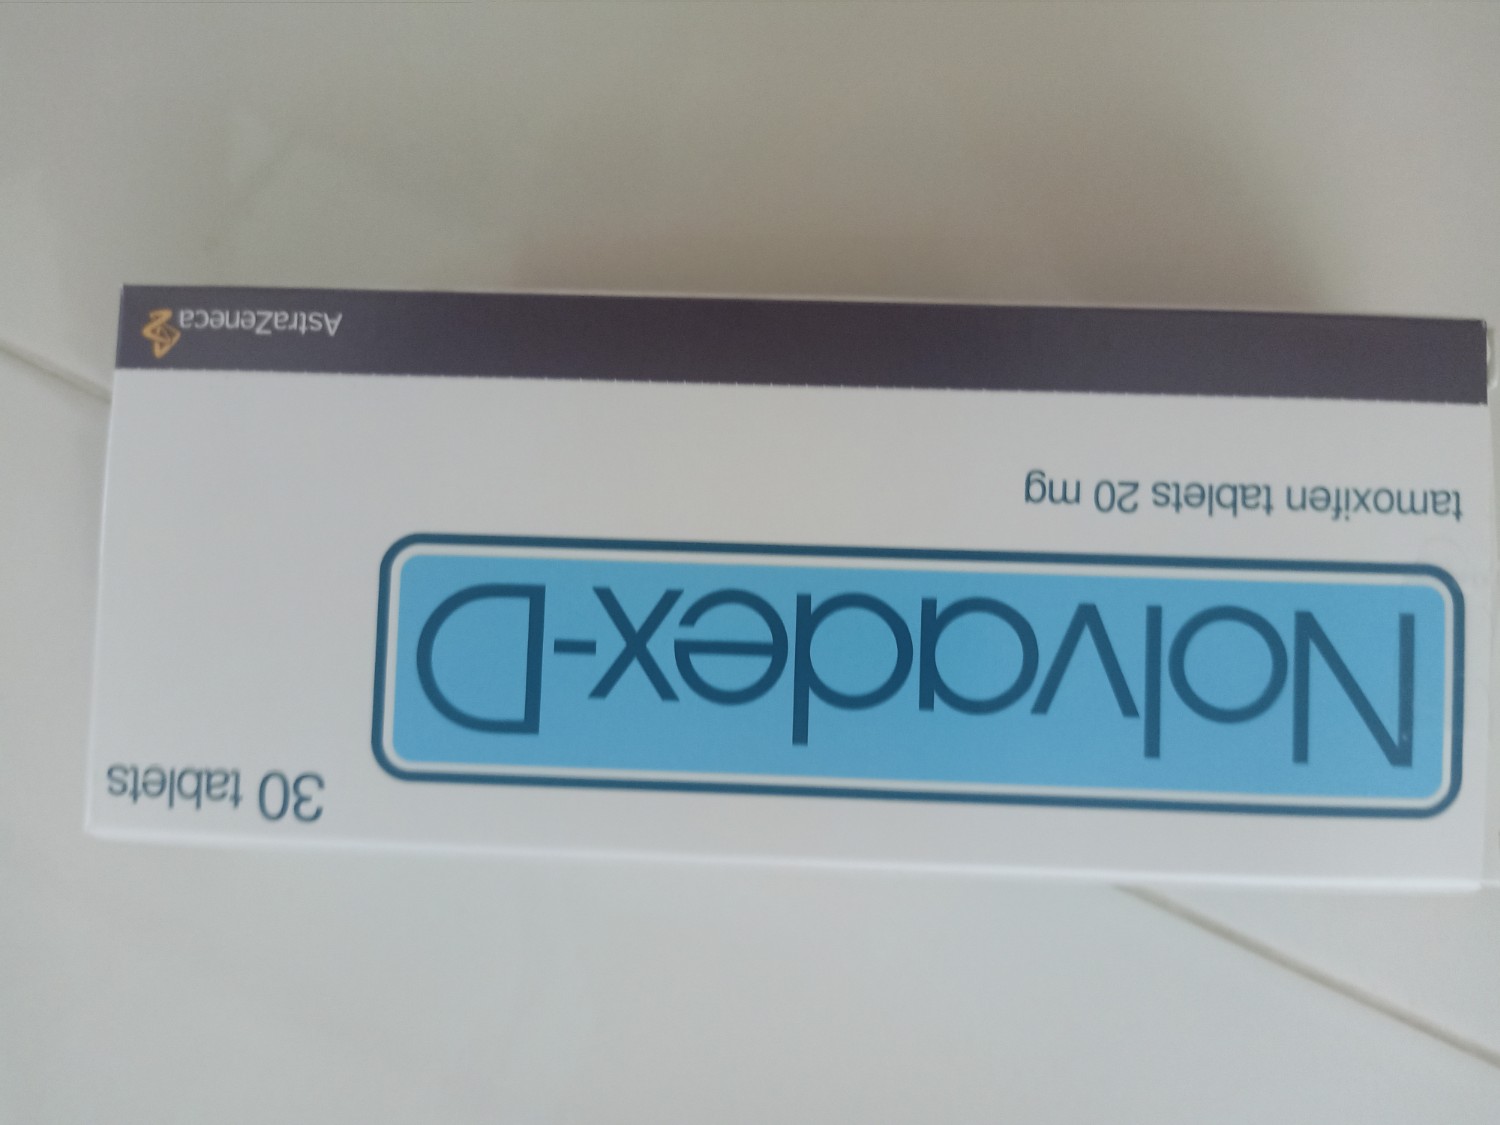 30 tablets
Nolvadex-D
tamoxifen tablets 20 mg
AstraZeneca